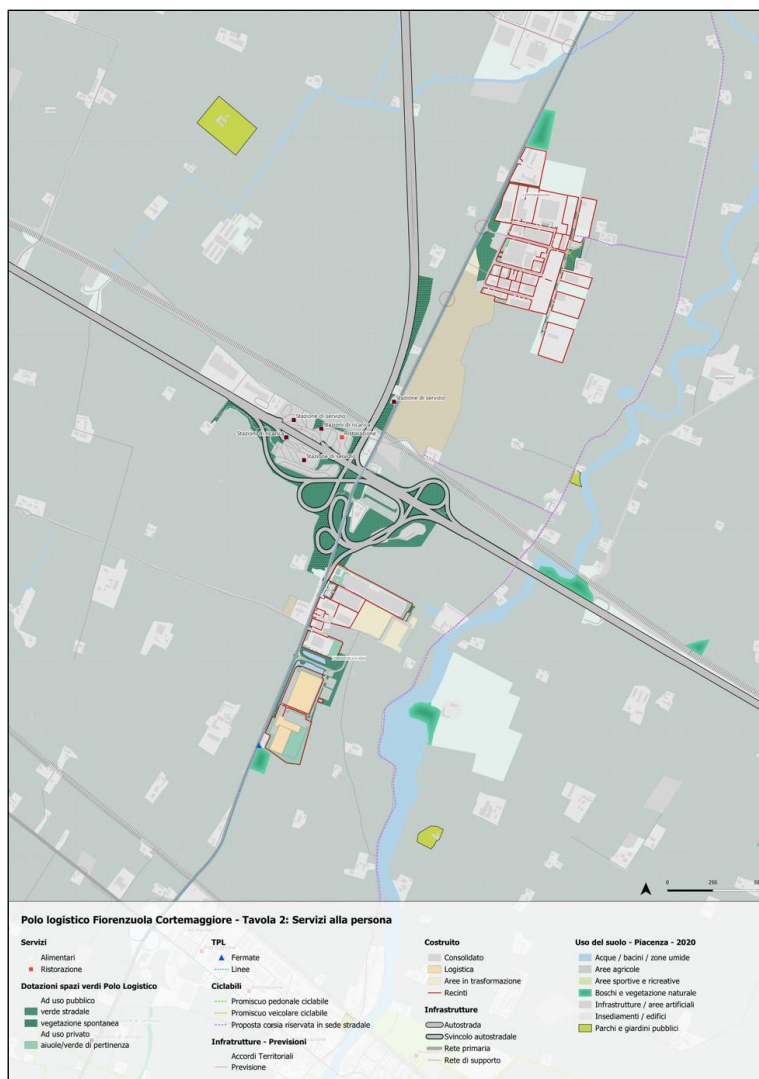 Stazione di servizio
Stazione di servizio
Stazioni di ricarica
Ristorazione
Stazione di servizio
0 250 50
Polo logistico Fiorenzuola Cortemaggiore - Tavola 2: Servizi alla persona
Servizi
Alimentari
Ristorazione
Dotazioni spazi verdi Polo Logistico
Ad uso pubblico
verde stradale
vegetazione spontanea
Ad uso privato
aiuole/verde di pertinenza
TPL
Fermate
Linee
Ciclabili
Promiscuo pedonale ciclabile
Promiscuo veicolare ciclabile
Proposta corsia riservata in sede stradale
Infratrutture - Previsioni
Accordi Territoriali
Previsione
Costruito
Consolidato
Logistica
Aree in trasformazione
Recinti
Infrastrutture
Autostrada
Svincolo autostradale
Rete primaria
Rete di supporto
Uso del suolo - Piacenza - 2020
Acque / bacini / zone umide
Aree agricole
Aree sportive e ricreative
Boschi e vegetazione naturale
Infrastrutture / aree artificiali
Insediamenti / edifici
Parchi e giardini pubblici